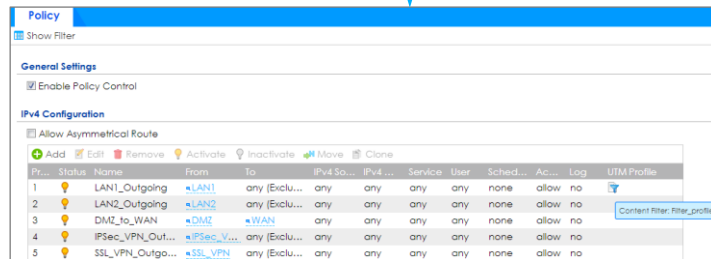 Policy
Show Filter
General Settings
Enable Policy Control
IPv4 Configuration
Allow Asymmetrical Route
Add Edit Remove Activate Inactivate Move Clone
Pr... Status Name From To IPv4 So... IPv4 ... Service User Sched... Ac... Log UTM Profile
1 LAN1_Outgoing LAN1 any (Exclu... any any any any none allow no
2 LAN2_Outgoing LAN2 any (Exclu... any any any any none allow no
Content Filter: Filter_profile
3 DMZ_to_WAN DMZ WAN any any any any none allow no
4 IPSec_VPN_Out... IPSec_V... any (Exclu... any any any any none allow no
5 SSL_VPN_Outgo... SSL_VPN any (Exclu... any any any any none allow no